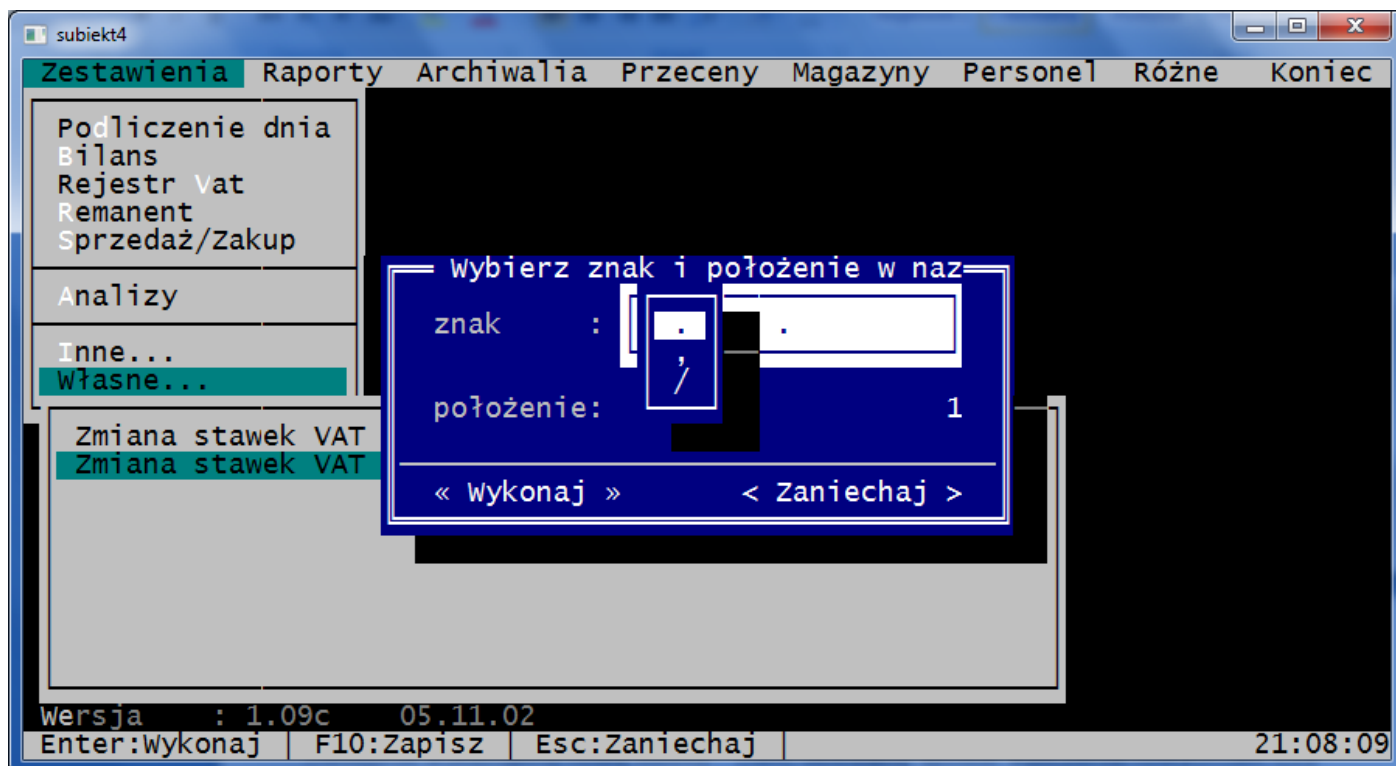 subiekt4
Zestawienia Raporty Archiwalia Przeceny Magazyny Personel Różne Koniec
Podliczenie dnia
Bilans
Rejestr Vat
Remanent
Sprzedaż/Zakup
Analizy
Inne...
Własne...
Zmiana stawek VAT
Zmiana stawek VAT
Wybierz znak i położenie w naz
znak : . .
,
/
położenie: 1
« Wykonaj » < Zaniechaj >
Wersja : 1.09c 05.11.02
Enter:Wykonaj | F10:Zapisz | Esc:Zaniechaj | 21:08:09